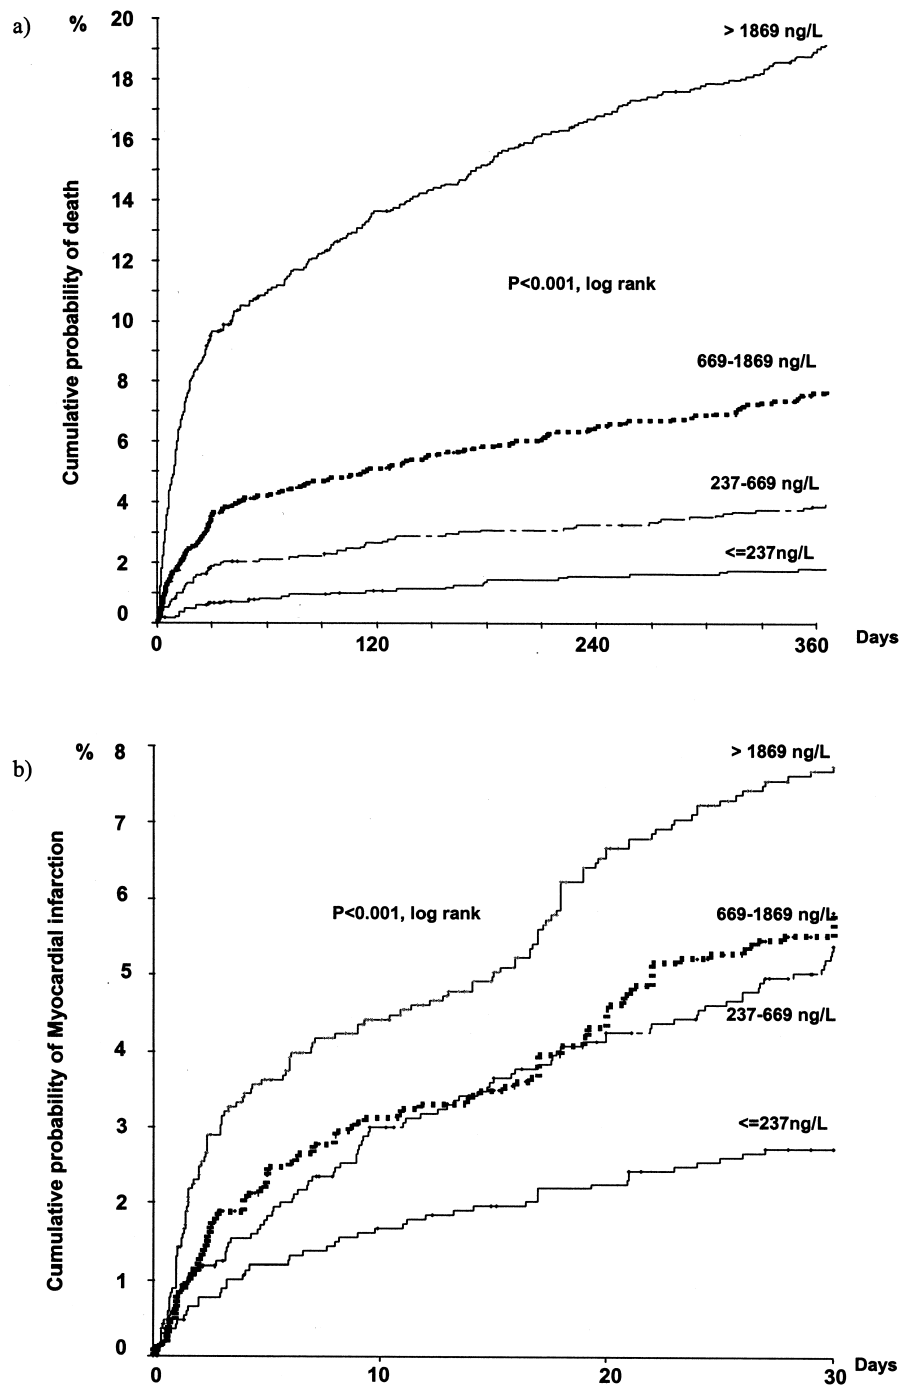 a)
% 20
> 1869 ng/L
18
16
14
12
P<0.001, log rank
10
669-1869 ng/L
8
6
237-669 ng/L
4
<=237ng/L
2
0
Cumulative probability of death
0 120 240 360 Days
b)
% 8
> 1869 ng/L
7
6
P<0.001, log rank
669-1869 ng/L
5
237-669 ng/L
4
<=237ng/L
3
2
1
0
Cumulative probability of Myocardial infarction
0 10 20 30 Days